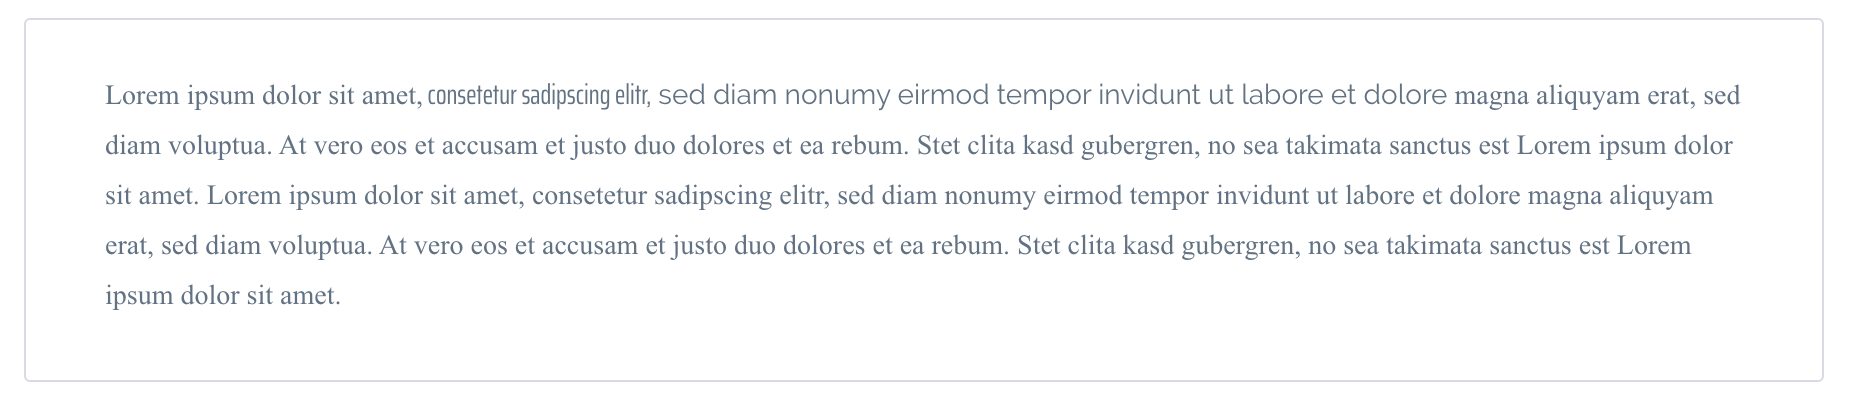 Lorem ipsum dolor sit amet, consetetur sadipscing elitr, sed diam nonumy eirmod tempor invidunt ut labore et dolore magna aliquyam erat, sed
diam voluptua. At vero eos et accusam et justo duo dolores et ea rebum. Stet clita kasd gubergren, no sea takimata sanctus est Lorem ipsum dolor
sit amet. Lorem ipsum dolor sit amet, consetetur sadipscing elitr, sed diam nonumy eirmod tempor invidunt ut labore et dolore magna aliquyam
erat, sed diam voluptua. At vero eos et accusam et justo duo dolores et ea rebum. Stet clita kasd gubergren, no sea takimata sanctus est Lorem
ipsum dolor sit amet.